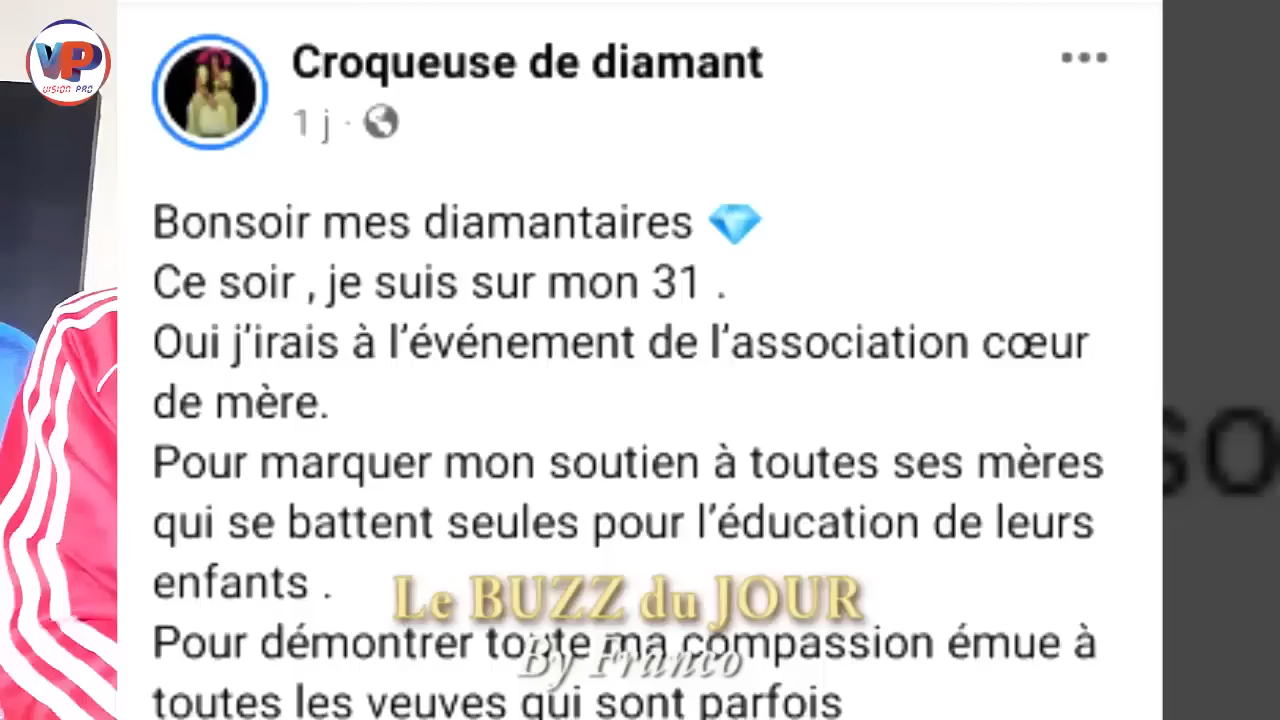 VP
VISION PRO
Croqueuse de diamant
1 j ·
Bonsoir mes diamantaires
Ce soir , je suis sur mon 31 .
Oui j’irais à l’événement de l’association cœur
de mère.
Pour marquer mon soutien à toutes ses mères
qui se battent seules pour l’éducation de leurs
enfants .
Le BUZZ du JOUR
Pour démontrer toute ma compassion émue à
By Franco
toutes les veuves qui sont parfois
so